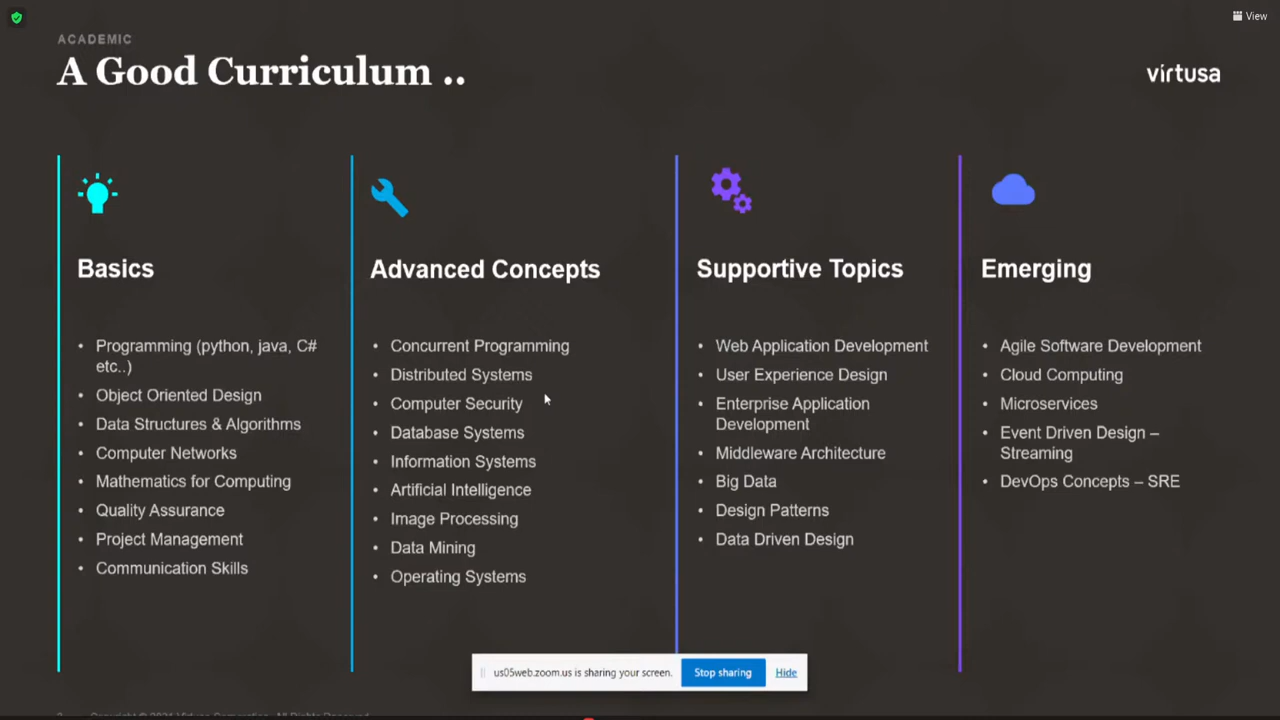 View
ACADEMIC
A Good Curriculum ..
virtusa
Basics
• Programming (python, java, C#
etc..)
• Object Oriented Design
• Data Structures & Algorithms
• Computer Networks
• Mathematics for Computing
• Quality Assurance
• Project Management
• Communication Skills
Advanced Concepts
• Concurrent Programming
• Distributed Systems
• Computer Security
• Database Systems
• Information Systems
• Artificial Intelligence
• Image Processing
• Data Mining
• Operating Systems
Supportive Topics
• Web Application Development
• User Experience Design
• Enterprise Application
Development
• Middleware Architecture
• Big Data
• Design Patterns
• Data Driven Design
Emerging
• Agile Software Development
• Cloud Computing
• Microservices
• Event Driven Design –
Streaming
• DevOps Concepts – SRE
us05web.zoom.us is sharing your screen.
Stop sharing
Hide